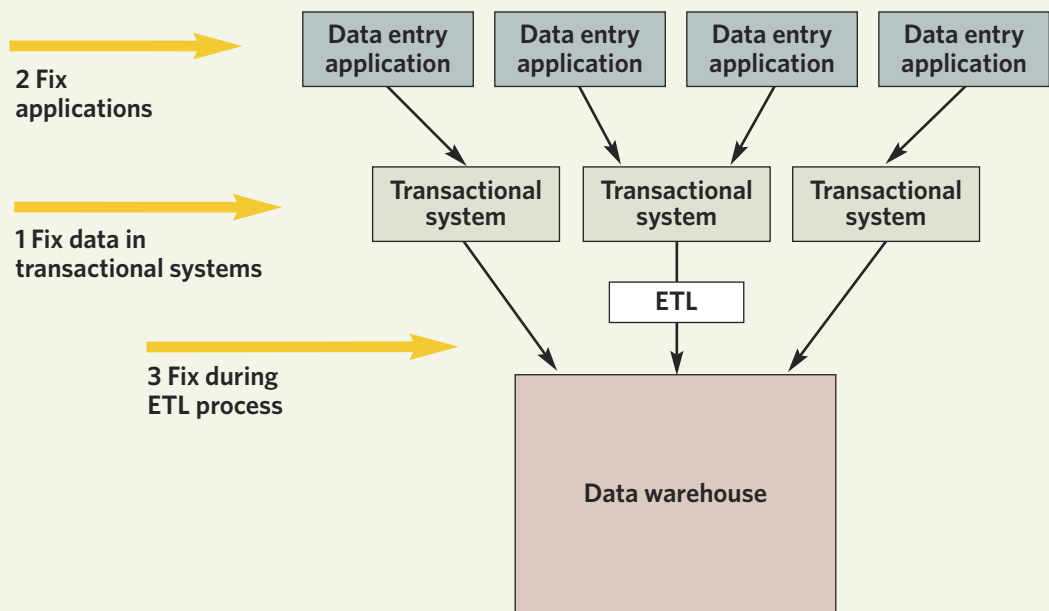 Data entry
application
Data entry
application
Data entry
application
Data entry
application
2 Fix
applications
Transactional
system
Transactional
system
Transactional
system
1 Fix data in
transactional systems
ETL
3 Fix during
ETL process
Data warehouse